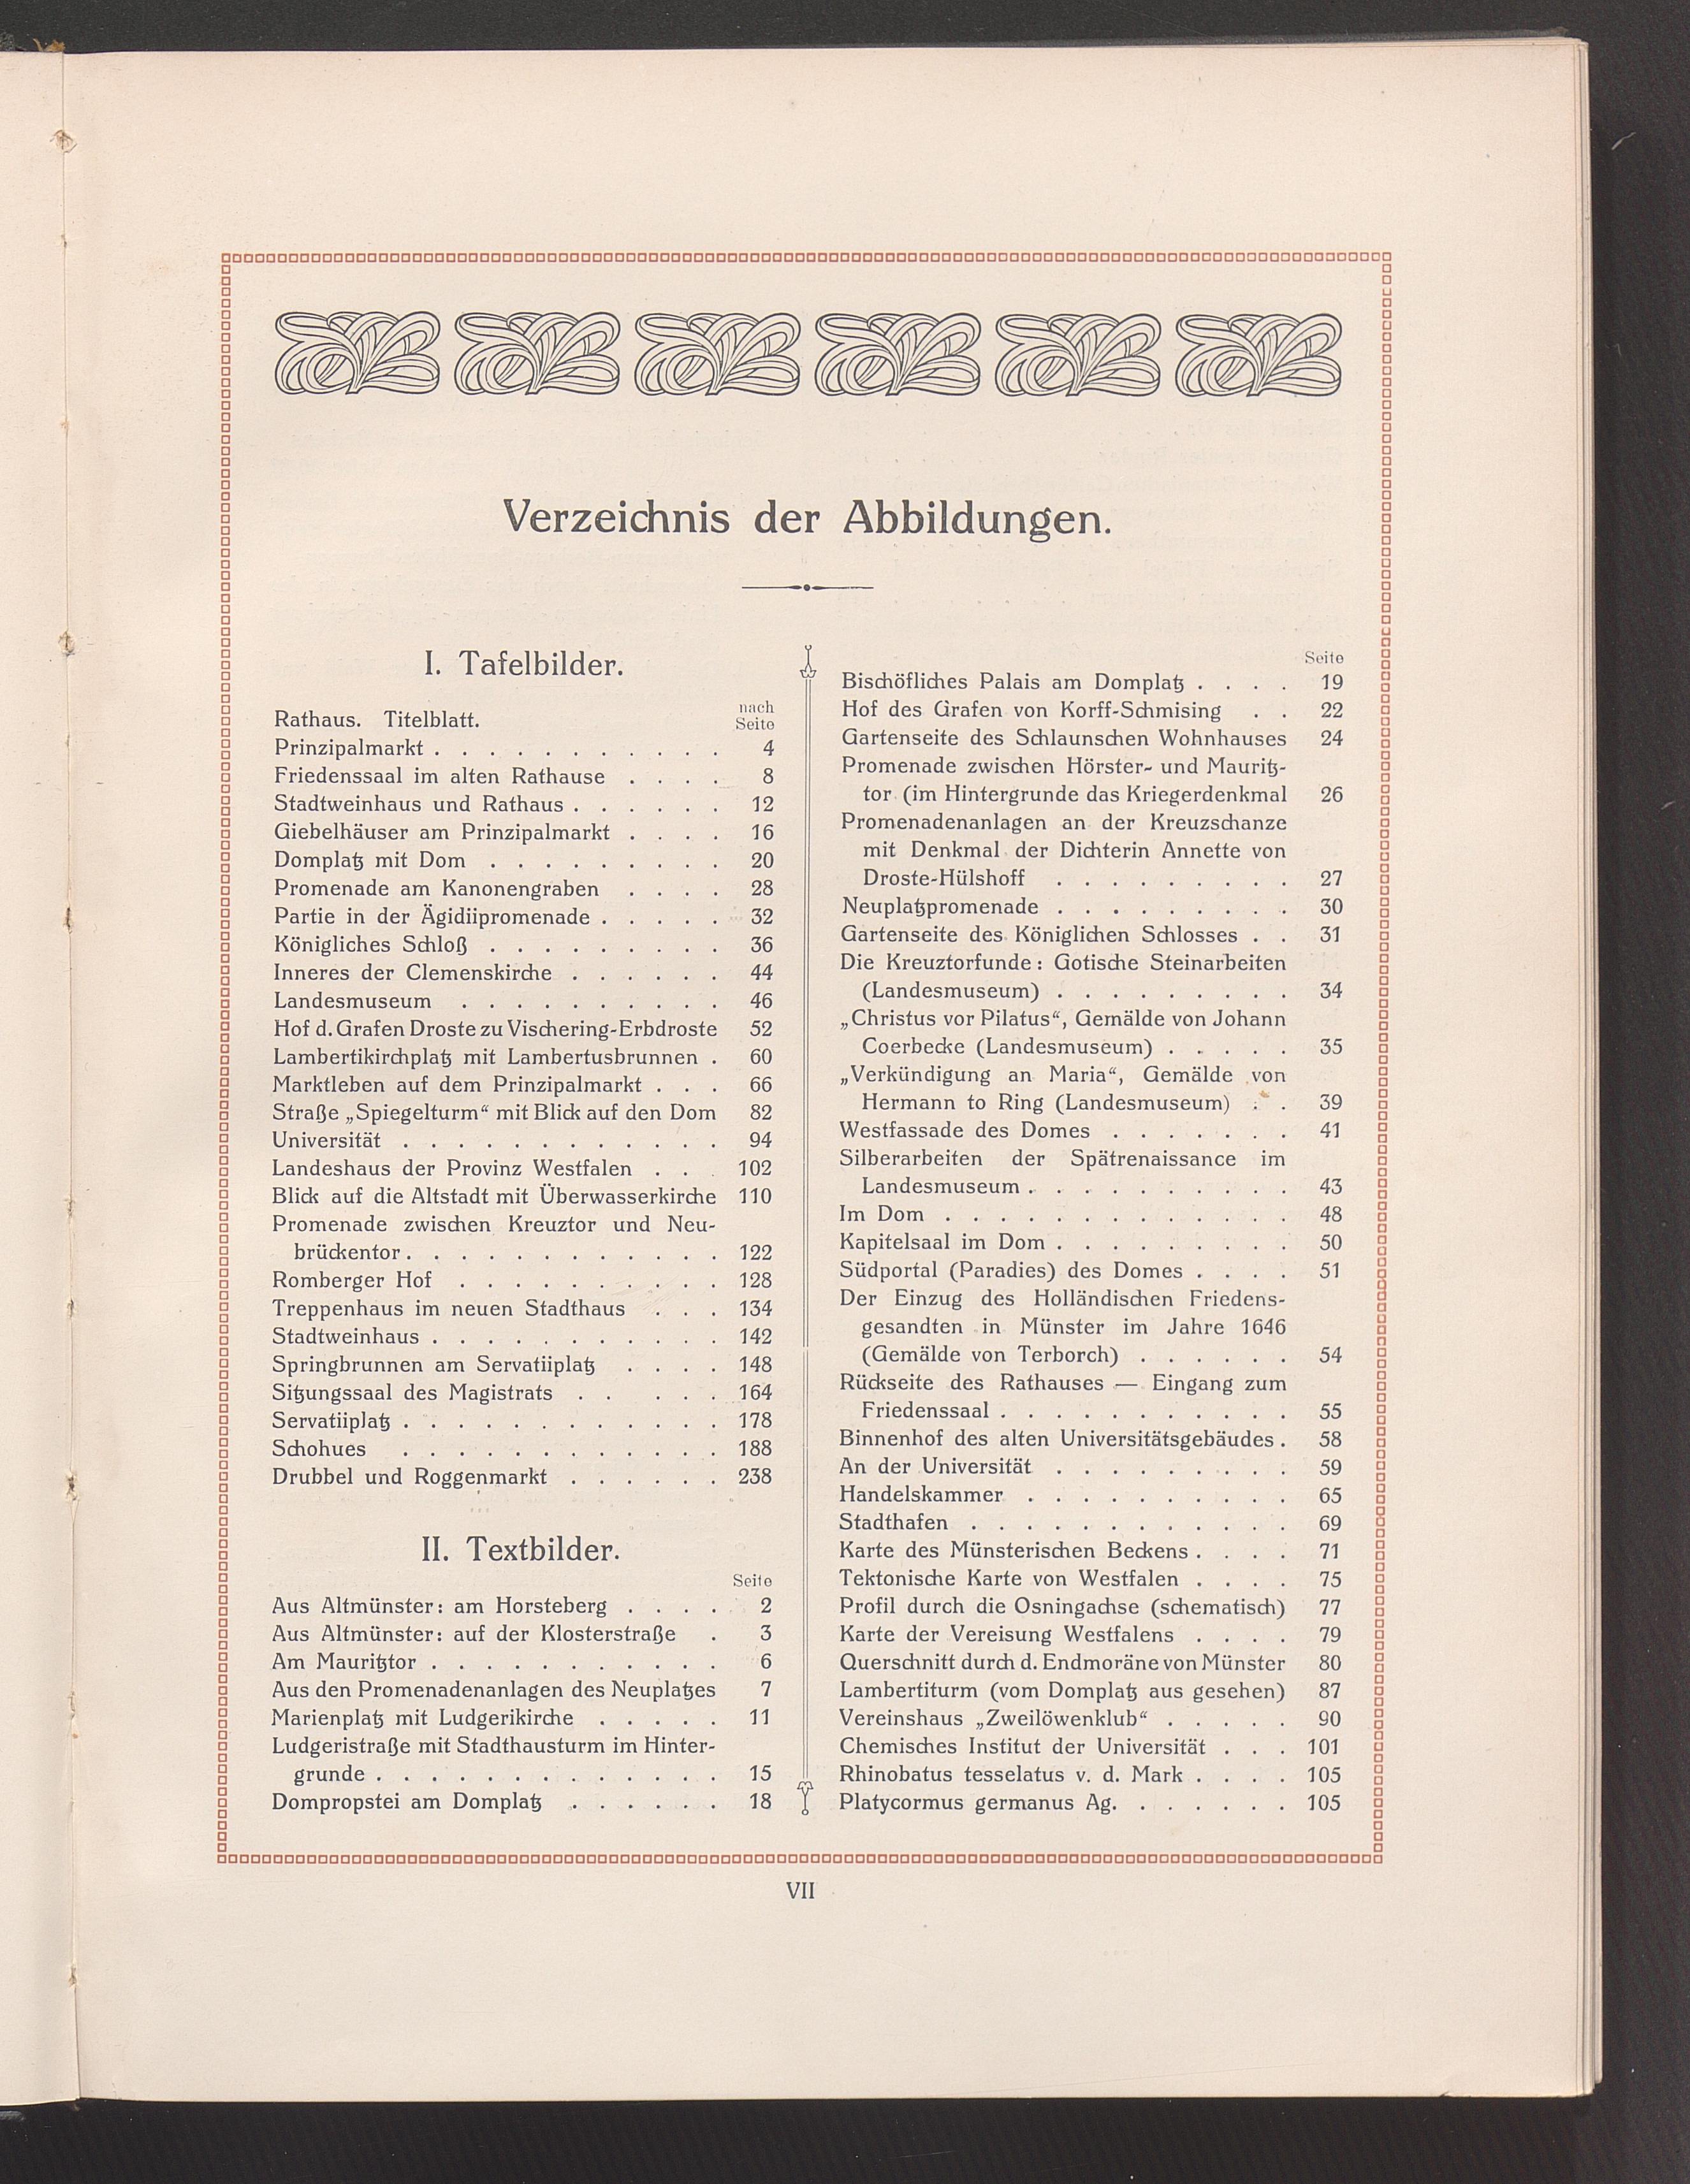 Verzeichnis der Abbildungen.
I. Tafelbilder.
nach
Rathaus. Titelblatt. Seite
Prinzipalmarkt . . . . . . . . . . . 4
Friedenssaal im alten Rathause . . . . 8
Stadtweinhaus und Rathaus . . . . . . 12
Giebelhäuser am Prinzipalmarkt . . . . 16
Domplatz mit Dom . . . . . . . . . 20
Promenade am Kanonengraben . . . . 28
Partie in der Ägidiipromenade . . . . . 32
Königliches Schloß . . . . . . . . . 36
Inneres der Clemenskirche . . . . . . 44
Landesmuseum . . . . . . . . . . 46
Hof d. Grafen Droste zu Vischering-Erbdroste 52
Lambertikirchplatz mit Lambertusbrunnen . 60
Marktleben auf dem Prinzipalmarkt . . . 66
Straße „Spiegelturm“ mit Blick auf den Dom 82
Universität . . . . . . . . . . . . 94
Landeshaus der Provinz Westfalen . . . 102
Blick auf die Altstadt mit Überwasserkirche 110
Promenade zwischen Kreuztor und Neu-
brückentor . . . . . . . . . . . . 122
Romberger Hof . . . . . . . . . . 128
Treppenhaus im neuen Stadthaus . . . 134
Stadtweinhaus . . . . . . . . . . . 142
Springbrunnen am Servatiiplatz . . . . 148
Sitzungssaal des Magistrats . . . . . 164
Servatiiplatz . . . . . . . . . . . . 178
Schohues . . . . . . . . . . . . 188
Drubbel und Roggenmarkt . . . . . . 238
II. Textbilder.
Seite
Aus Altmünster: am Horsteberg . . . . 2
Aus Altmünster: auf der Klosterstraße . 3
Am Mauritztor . . . . . . . . . . . 6
Aus den Promenadenanlagen des Neuplatzes 7
Marienplatz mit Ludgerikirche . . . . . 11
Ludgeristraße mit Stadthausturm im Hinter-
grunde . . . . . . . . . . . . . 15
Dompropstei am Domplatz . . . . . . 18
Seite
Bischöfliches Palais am Domplatz . . . . 19
Hof des Grafen von Korff-Schmising . . 22
Gartenseite des Schlaunschen Wohnhauses 24
Promenade zwischen Hörster- und Mauritz-
tor (im Hintergrunde das Kriegerdenkmal 26
Promenadenanlagen an der Kreuzschanze
mit Denkmal der Dichterin Annette von
Droste-Hülshoff . . . . . . . . . 27
Neuplatzpromenade . . . . . . . . . 30
Gartenseite des Königlichen Schlosses . . 31
Die Kreuztorfunde: Gotische Steinarbeiten
(Landesmuseum) . . . . . . . . . 34
„Christus vor Pilatus“, Gemälde von Johann
Coerbecke (Landesmuseum) . . . . . 35
„Verkündigung an Maria“, Gemälde von
Hermann to Ring (Landesmuseum) . . 39
Westfassade des Domes . . . . . . . 41
Silberarbeiten der Spätrenaissance im
Landesmuseum . . . . . . . . . . 43
Im Dom . . . . . . . . . . . . . 48
Kapitelsaal im Dom . . . . . . . . . 50
Südportal (Paradies) des Domes . . . . 51
Der Einzug des Holländischen Friedens-
gesandten in Münster im Jahre 1646
(Gemälde von Terborch) . . . . . . 54
Rückseite des Rathauses — Eingang zum
Friedenssaal . . . . . . . . . . . 55
Binnenhof des alten Universitätsgebäudes . 58
An der Universität . . . . . . . . . 59
Handelskammer . . . . . . . . . . 65
Stadthafen . . . . . . . . . . . . 69
Karte des Münsterischen Beckens . . . . 71
Tektonische Karte von Westfalen . . . . 75
Profil durch die Osningachse (schematisch) 77
Karte der Vereisung Westfalens . . . . 79
Querschnitt durch d. Endmoräne von Münster 80
Lambertiturm (vom Domplatz aus gesehen) 87
Vereinshaus „Zweilöwenklub“ . . . . . 90
Chemisches Institut der Universität . . . 101
Rhinobatus tesselatus v. d. Mark . . . . 105
Platycormus germanus Ag. . . . . . . 105
VII